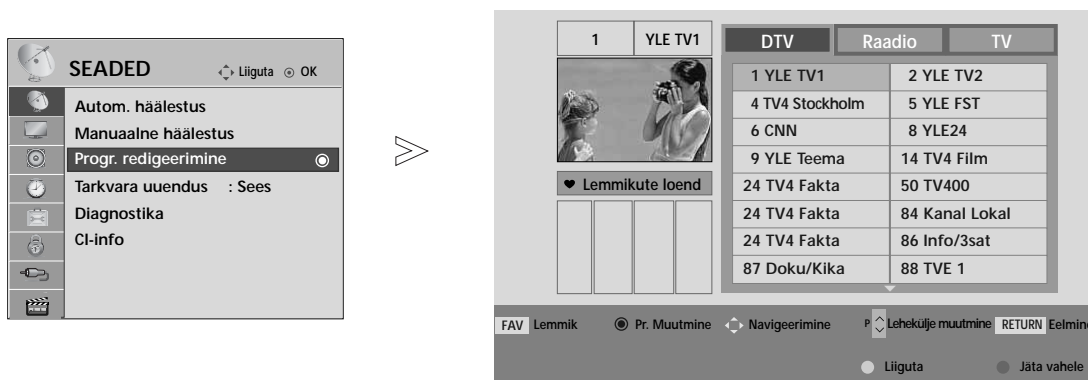 SEADED Liiguta OK
Autom. häälestus
Manuaalne häälestus
Progr. redigeerimine
Tarkvara uuendus : Sees
Diagnostika
CI-info
1 YLE TV1
Lemmikute loend
DTV Raadio TV
1 YLE TV1 2 YLE TV2
4 TV4 Stockholm 5 YLE FST
6 CNN 8 YLE24
9 YLE Teema 14 TV4 Film
24 TV4 Fakta 50 TV400
24 TV4 Fakta 84 Kanal Lokal
24 TV4 Fakta 86 Info/3sat
87 Doku/Kika 88 TVE 1
FAV Lemmik Pr. Muutmine Navigeerimine P Lehekülje muutmine RETURN Eelmine
Liiguta Jäta vahele